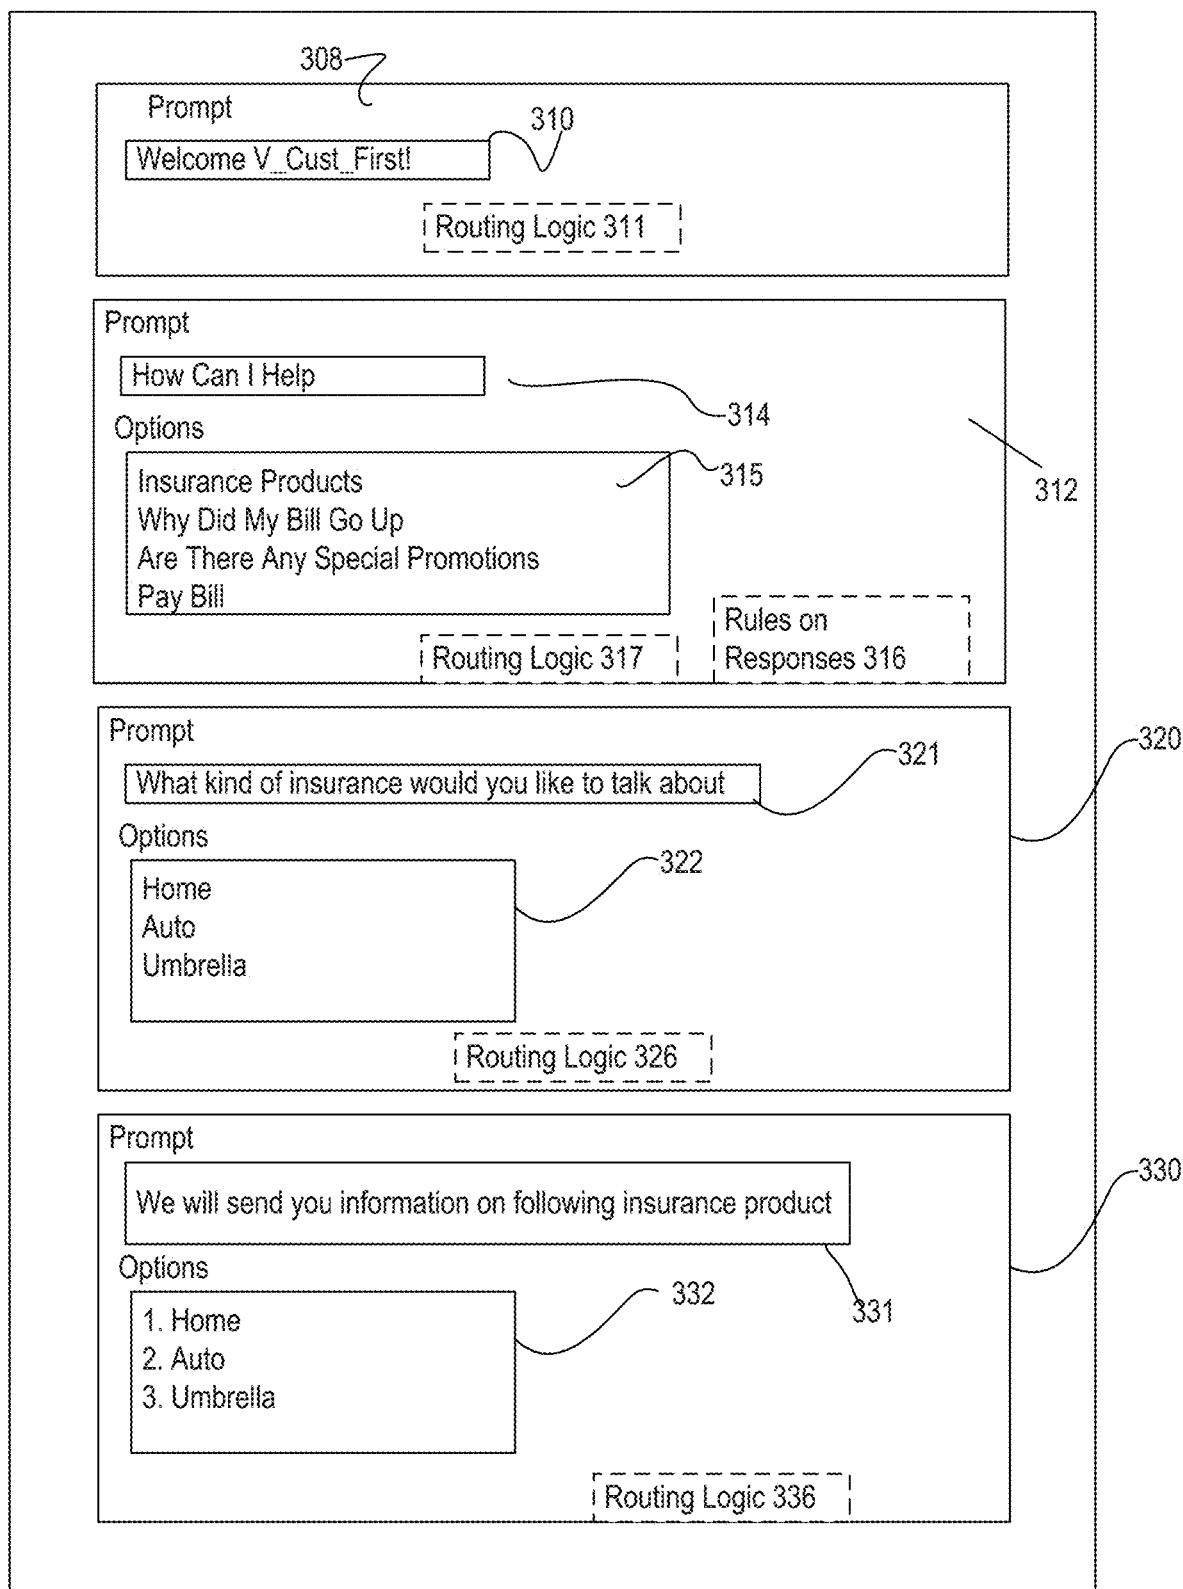 308
Prompt
310
Welcome V_Cust_First!
Routing Logic 311
Prompt
How Can I Help
314
Options
315
312
Insurance Products
Why Did My Bill Go Up
Are There Any Special Promotions
Pay Bill
Rules on
Responses 316
Routing Logic 317
Prompt
320
321
What kind of insurance would you like to talk about
Options
322
Home
Auto
Umbrella
Routing Logic 326
Prompt
330
We will send you information on following insurance product
Options
332
331
1. Home
2. Auto
3. Umbrella
Routing Logic 336